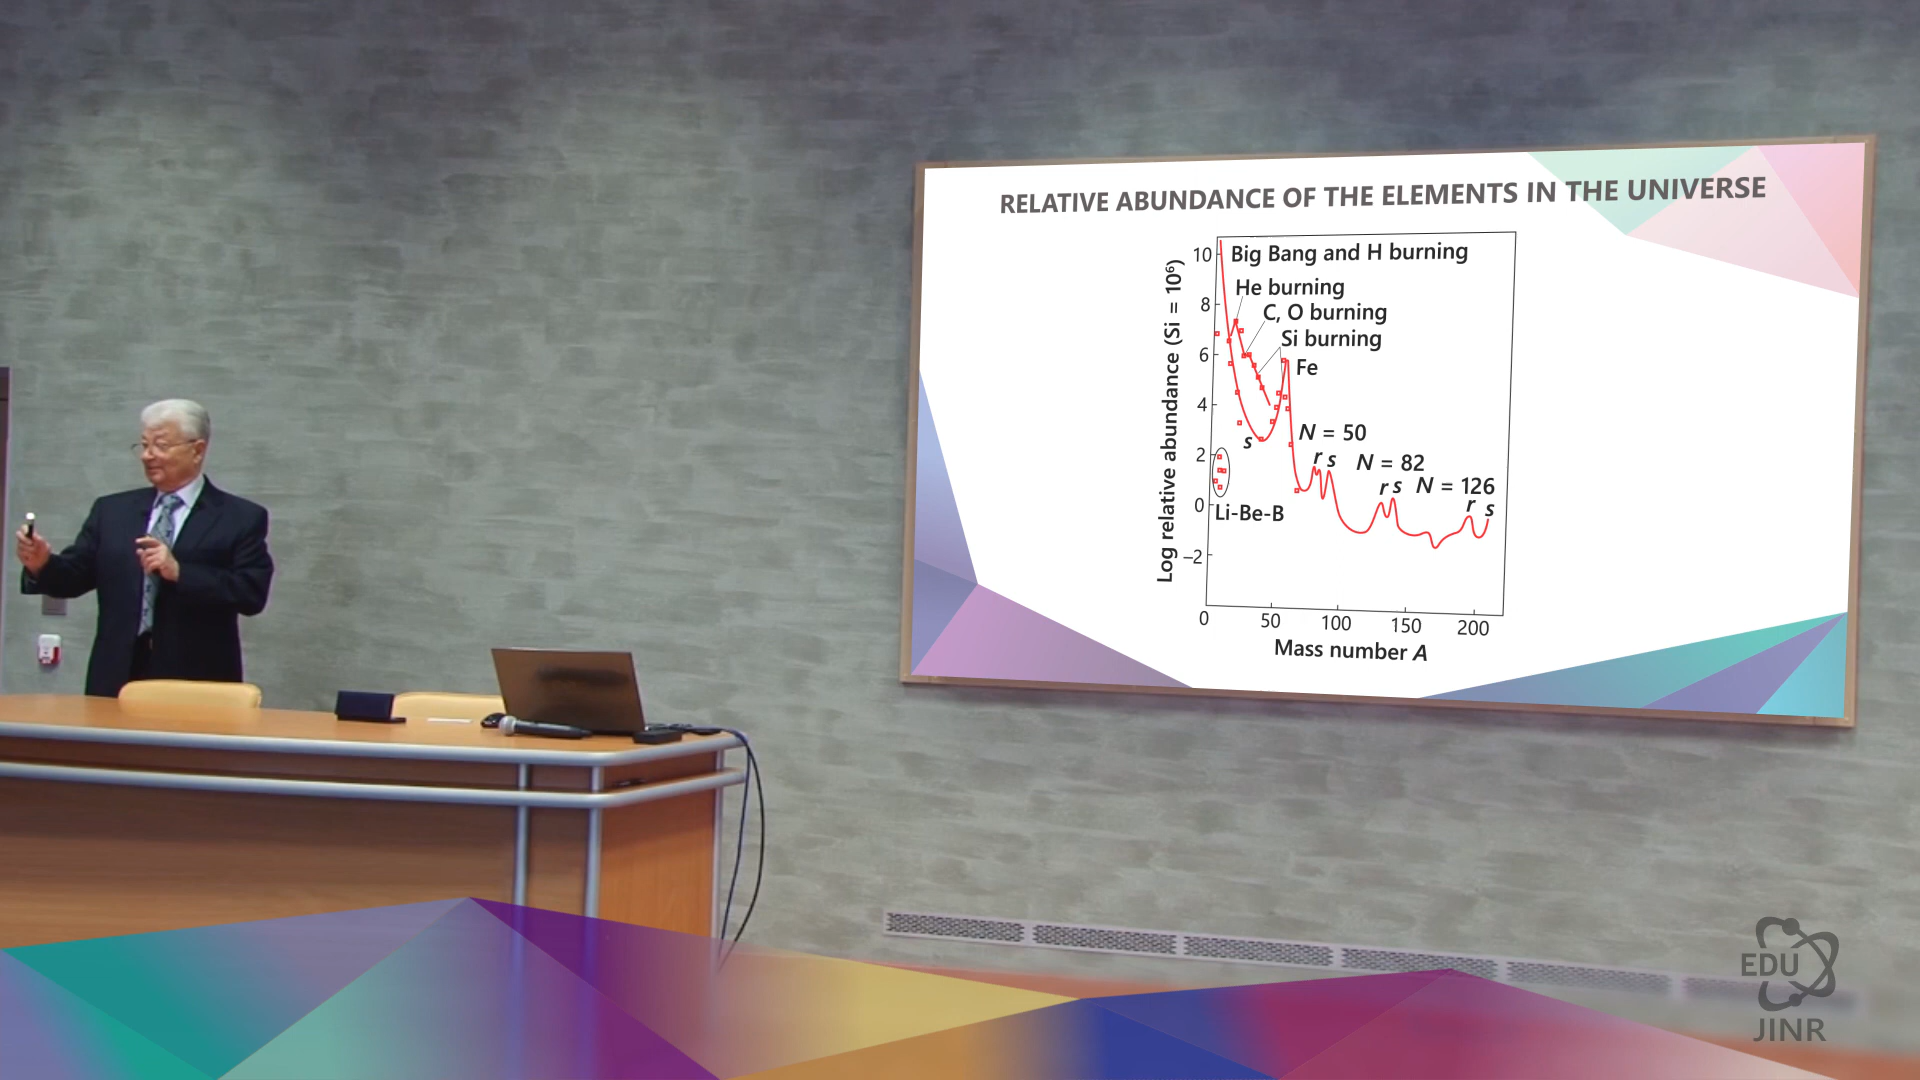 RELATIVE ABUNDANCE OF THE ELEMENTS IN THE UNIVERSE
Log relative abundance (Si = 10⁶)
10
8
6
4
2
0
−2
Big Bang and H burning
He burning
C, O burning
Si burning
Fe
s
N = 50
r s
N = 82
r s
N = 126
r s
Li-Be-B
0 50 100 150 200
Mass number A
EDU
JINR